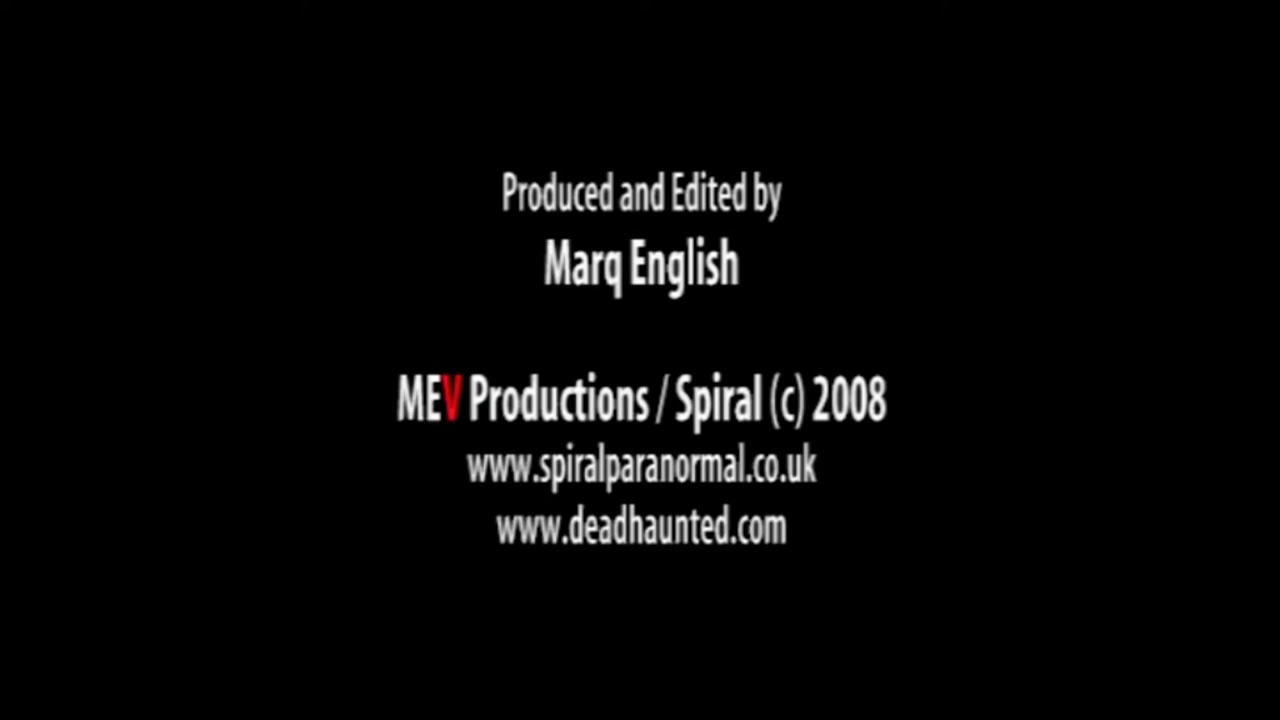 Produced and Edited by
Marq English
MEV Productions / Spiral (c) 2008
www.spiralparanormal.co.uk
www.deadhaunted.com